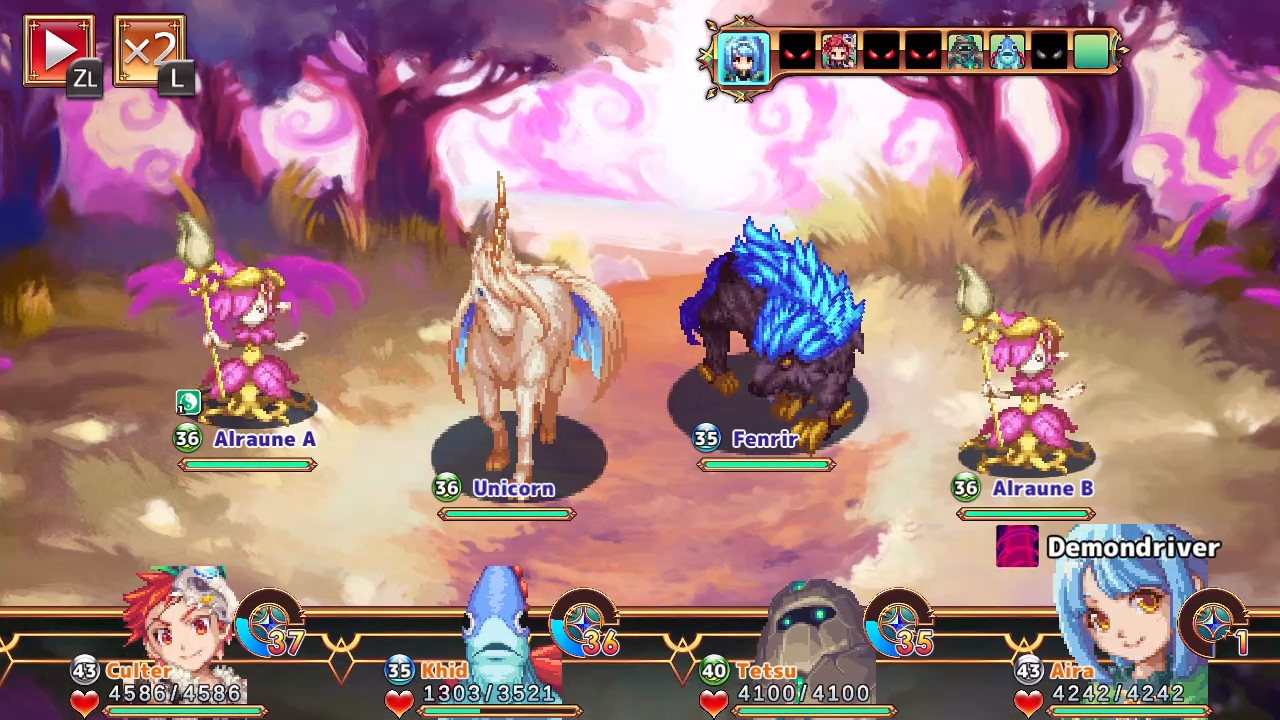 ZL
×2
L
1
36 Alraune A
35 Fenrir
36 Unicorn
36 Alraune B
Demondriver
37
36
35
1
43 Culter
4586/4586
35 Khid
1303/3521
40 Tetsu
4100/4100
43 Aira
4242/4242